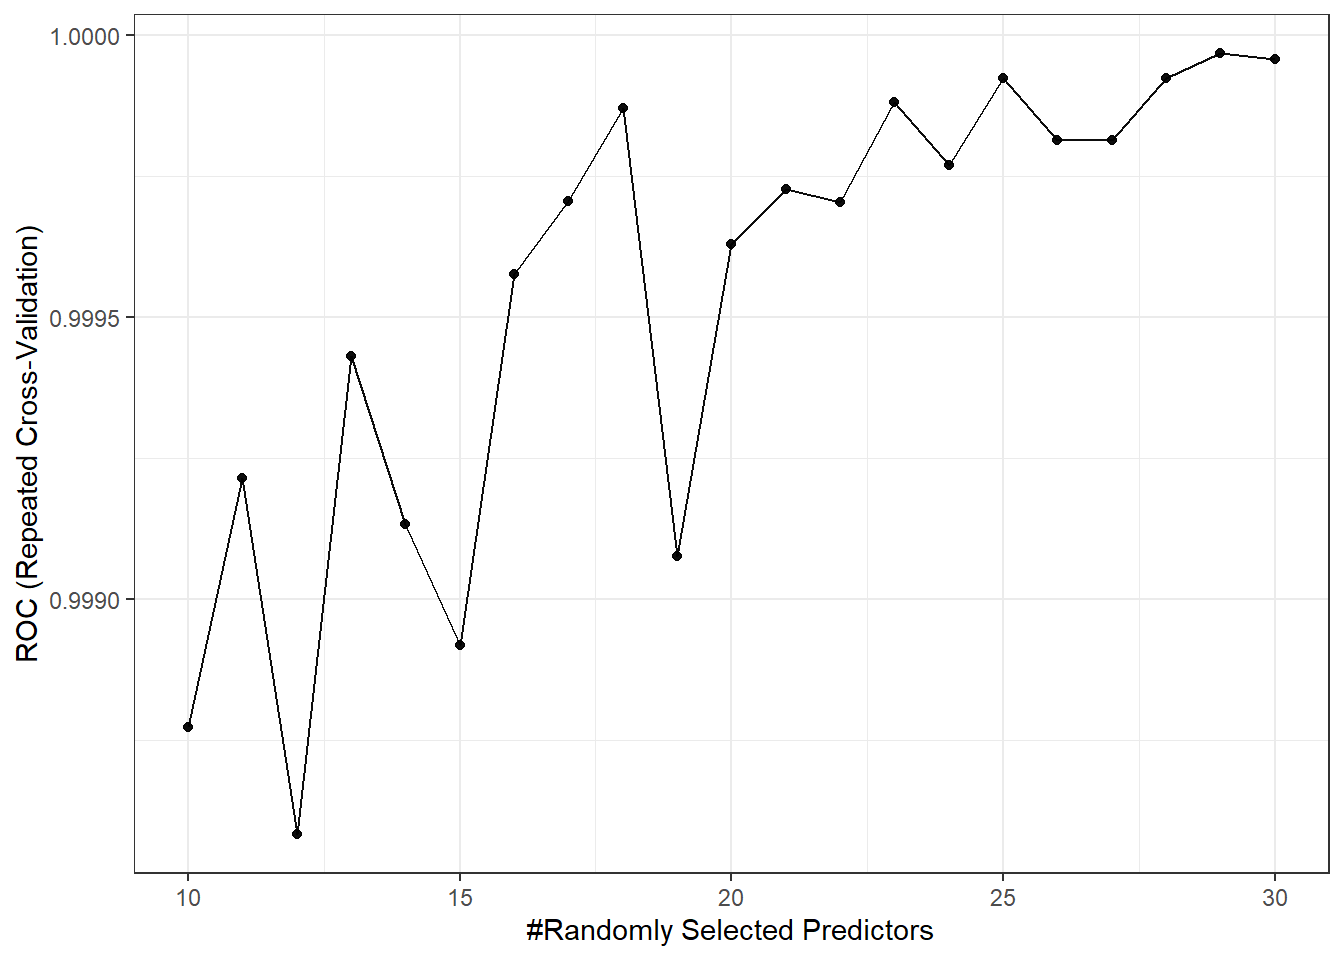 1.0000
0.9995
0.9990
ROC (Repeated Cross-Validation)
10 15 20 25 30
#Randomly Selected Predictors